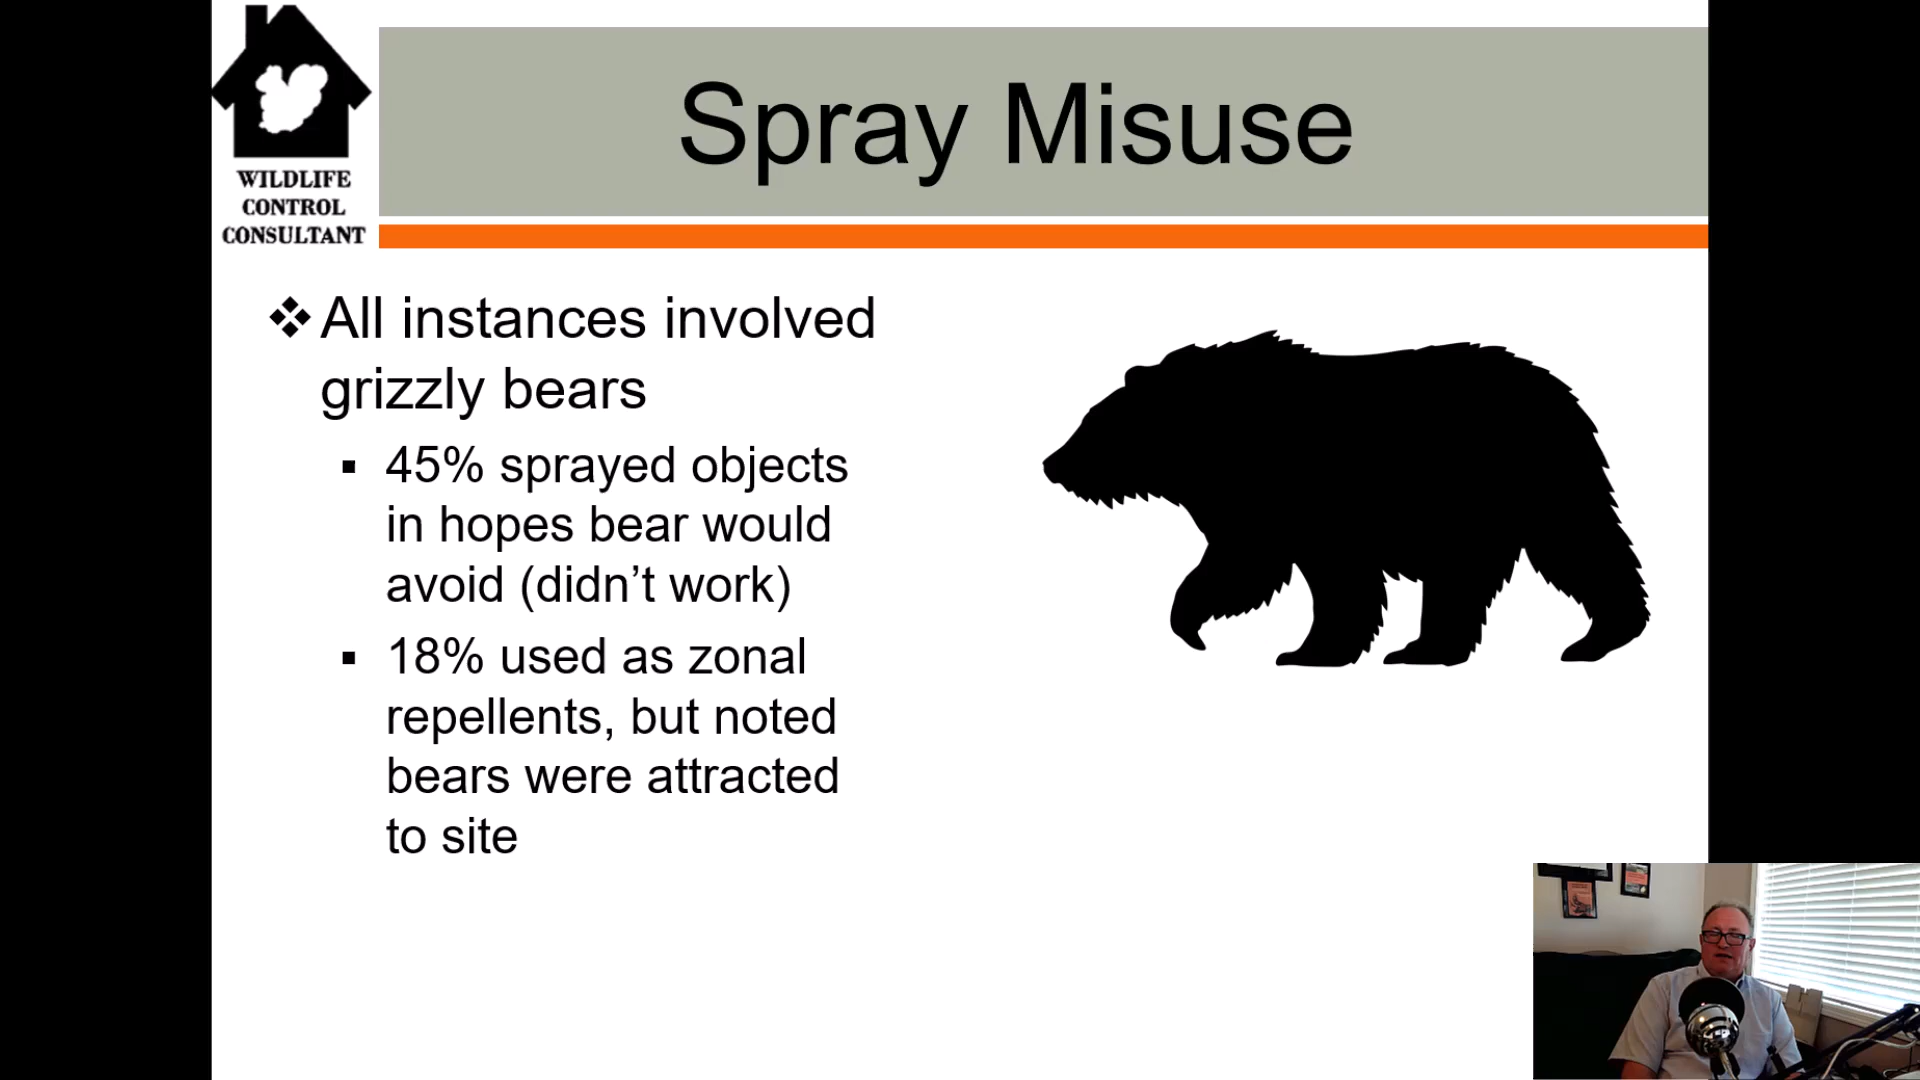 WILDLIFE
CONTROL
CONSULTANT
Spray Misuse
❖All instances involved
grizzly bears
▪ 45% sprayed objects
in hopes bear would
avoid (didn’t work)
▪ 18% used as zonal
repellents, but noted
bears were attracted
to site